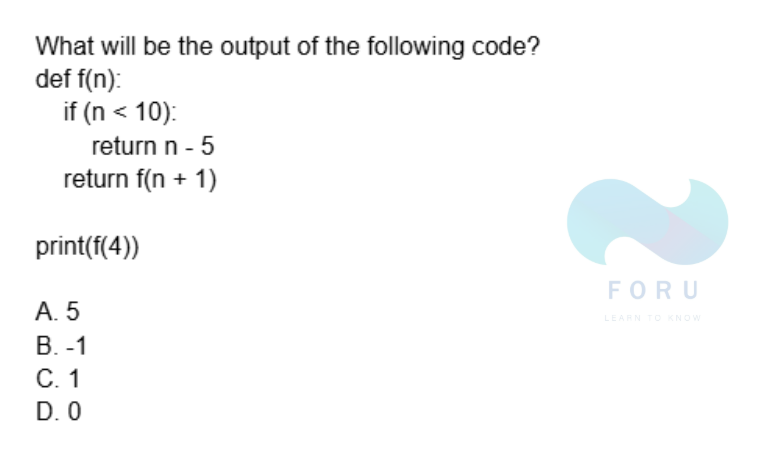 What will be the output of the following code?
def f(n):
if (n < 10):
return n - 5
return f(n + 1)
print(f(4))
A. 5
B. -1
C. 1
D. 0
FORU
LEARN TO KNOW